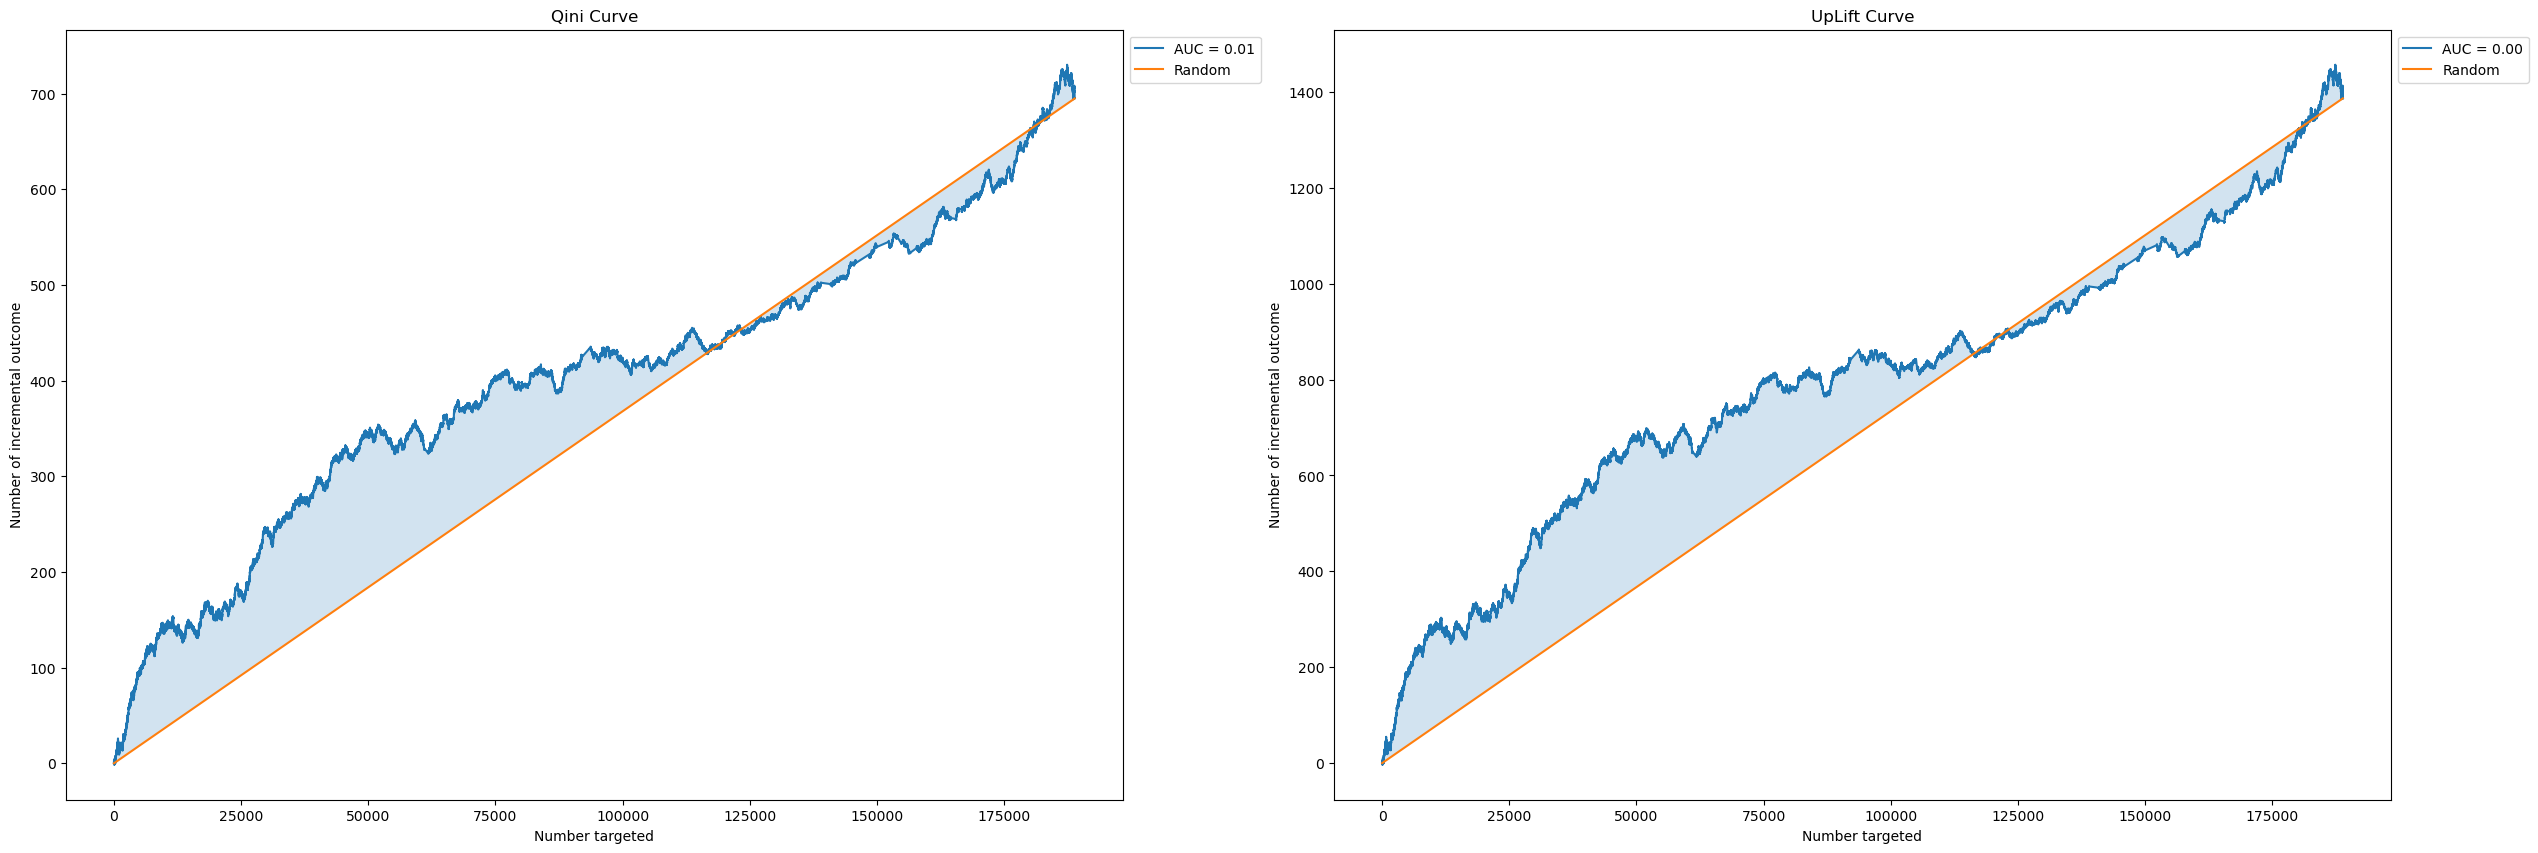 Qini Curve
AUC = 0.01
Random
Number of incremental outcome
700
600
500
400
300
200
100
0
0 25000 50000 75000 100000 125000 150000 175000
Number targeted
UpLift Curve
AUC = 0.00
Random
Number of incremental outcome
1400
1200
1000
800
600
400
200
0
0 25000 50000 75000 100000 125000 150000 175000
Number targeted